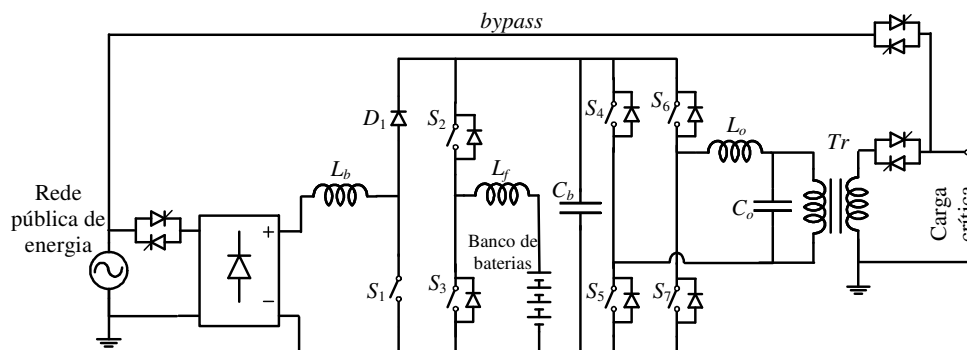 bypass
D1
S2
S4
S6
Lo
Tr
Lb
Lf
Cb
Co
Rede
pública de
energia
+
−
S1
S3
Banco de
baterias
S5
S7
Carga
crítica